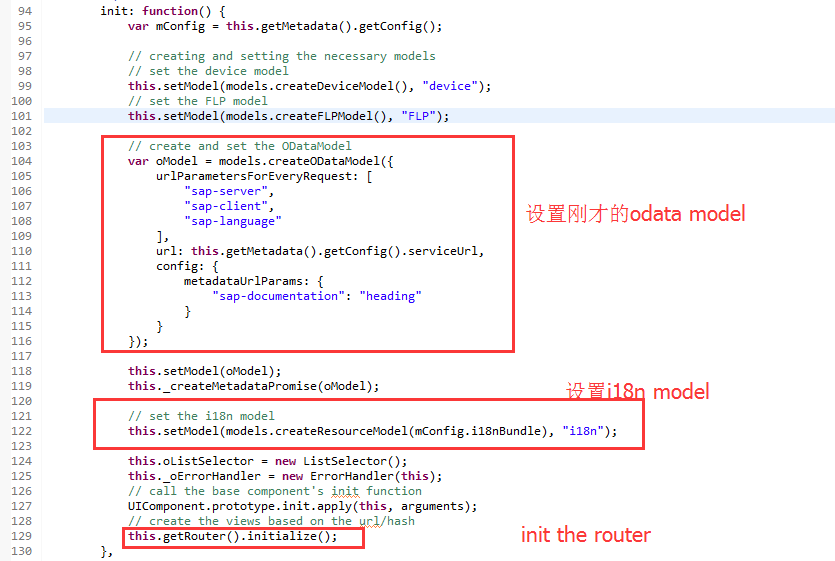 94 init: function() {
95 var mConfig = this.getMetadata().getConfig();
96
97 // creating and setting the necessary models
98 // set the device model
99 this.setModel(models.createDeviceModel(), "device");
100 // set the FLP model
101 this.setModel(models.createFLPModel(), "FLP");
102
103 // create and set the ODataModel
104 var oModel = models.createODataModel({
105 urlParametersForEveryRequest: [
106 "sap-server",
107 "sap-client",
设置刚才的odata model
108 "sap-language"
109 ],
110 url: this.getMetadata().getConfig().serviceUrl,
111 config: {
112 metadataUrlParams: {
113 "sap-documentation": "heading"
114 }
115 }
116 });
117
118 this.setModel(oModel);
119 this._createMetadataPromise(oModel);
设置i18n model
120
121 // set the i18n model
122 this.setModel(models.createResourceModel(mConfig.i18nBundle), "i18n");
123
124 this.oListSelector = new ListSelector();
125 this._oErrorHandler = new ErrorHandler(this);
126 // call the base component's init function
127 UIComponent.prototype.init.apply(this, arguments);
128 // create the views based on the url/hash
129 this.getRouter().initialize();
init the router
130 },